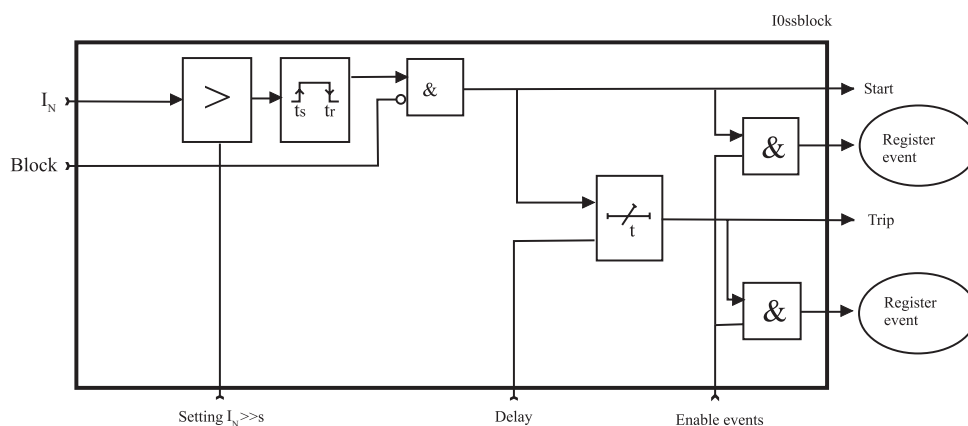 I0ssblock
I_N
>
ts tr
&
Start
Block
&
Register
event
t
Trip
&
Register
event
Setting I_N>>s
Delay
Enable events